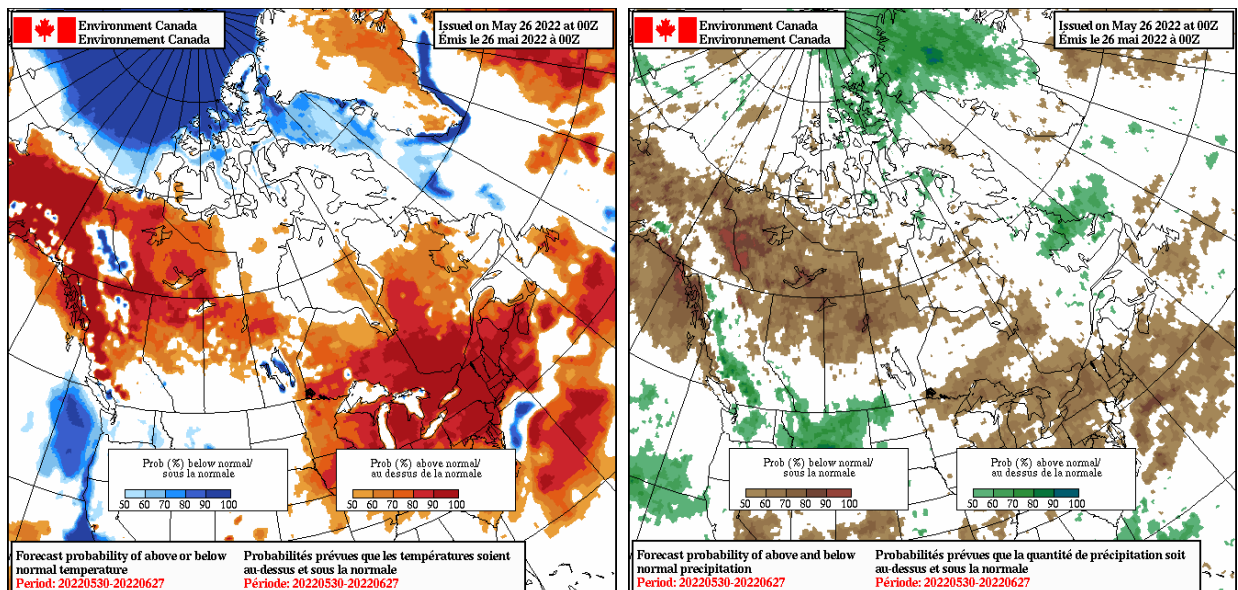 Environment Canada
Environnement Canada
Issued on May 26 2022 at 00Z
Émis le 26 mai 2022 à 00Z
Prob (%) below normal/
sous la normale
50 60 70 80 90 100
Prob (%) above normal/
au dessus de la normale
50 60 70 80 90 100
Forecast probability of above or below
normal temperature
Period: 20220530-20220627
Probabilités prévues que les températures soient
au-dessus et sous la normale
Période: 20220530-20220627
Environment Canada
Environnement Canada
Issued on May 26 2022 at 00Z
Émis le 26 mai 2022 à 00Z
Prob (%) below normal/
sous la normale
50 60 70 80 90 100
Prob (%) above normal/
au dessus de la normale
50 60 70 80 90 100
Forecast probability of above and below
normal precipitation
Period: 20220530-20220627
Probabilités prévues que la quantité de précipitation soit
au-dessus et sous la normale
Période: 20220530-20220627